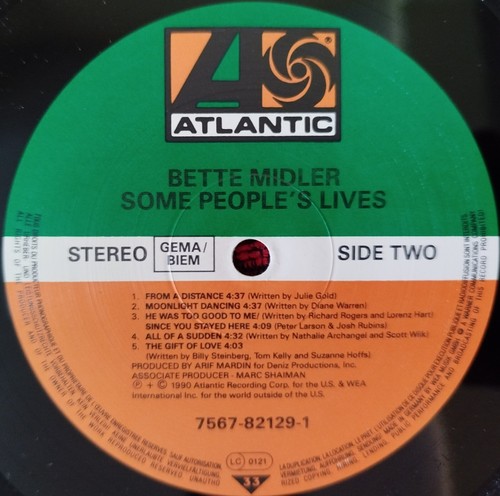 ATLANTIC
BETTE MIDLER
SOME PEOPLE'S LIVES
STEREO
GEMA/
BIEM
SIDE TWO
1. FROM A DISTANCE 4:37 (Written by Julie Gold)
2. MOONLIGHT DANCING 4:37 (Written by Diane Warren)
3. HE WAS TOO GOOD TO ME/ (Written by Richard Rogers and Lorenz Hart)
SINCE YOU STAYED HERE 4:09 (Peter Larson & Josh Rubins)
4. ALL OF A SUDDEN 4:32 (Written by Nathalie Archangel and Scott Wilk)
5. THE GIFT OF LOVE 4:03
(Written by Billy Steinberg, Tom Kelly and Suzanne Hoffs)
PRODUCED BY ARIF MARDIN for Deniz Productions, Inc.
ASSOCIATE PRODUCER - MARC SHAIMAN
Ⓟ + © 1990 Atlantic Recording Corp. for the U.S. & WEA
International Inc. for the world outside of the U.S.
7567-82129-1
LC 0121
33